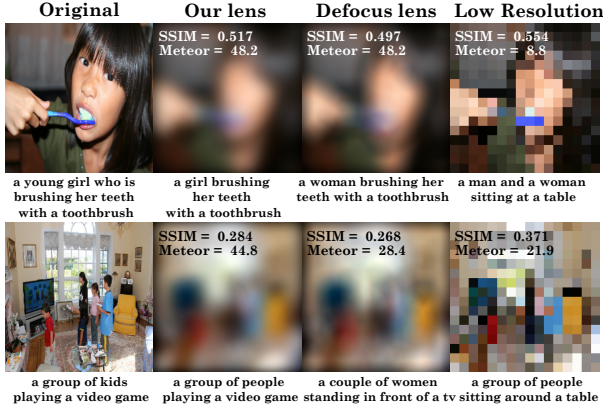 Original Our lens Defocus lens Low Resolution
SSIM = 0.517 SSIM = 0.497 SSIM = 0.554
Meteor = 48.2 Meteor = 48.2 Meteor = 8.8
a young girl who is a girl brushing a woman brushing her a man and a woman
brushing her teeth her teeth with a toothbrush sitting at a table
with a toothbrush with a toothbrush
SSIM = 0.284 SSIM = 0.268 SSIM = 0.371
Meteor = 44.8 Meteor = 28.4 Meteor = 21.9
a group of kids a group of people a couple of women a group of people
playing a video game playing a video game standing in front of a tv sitting around a table